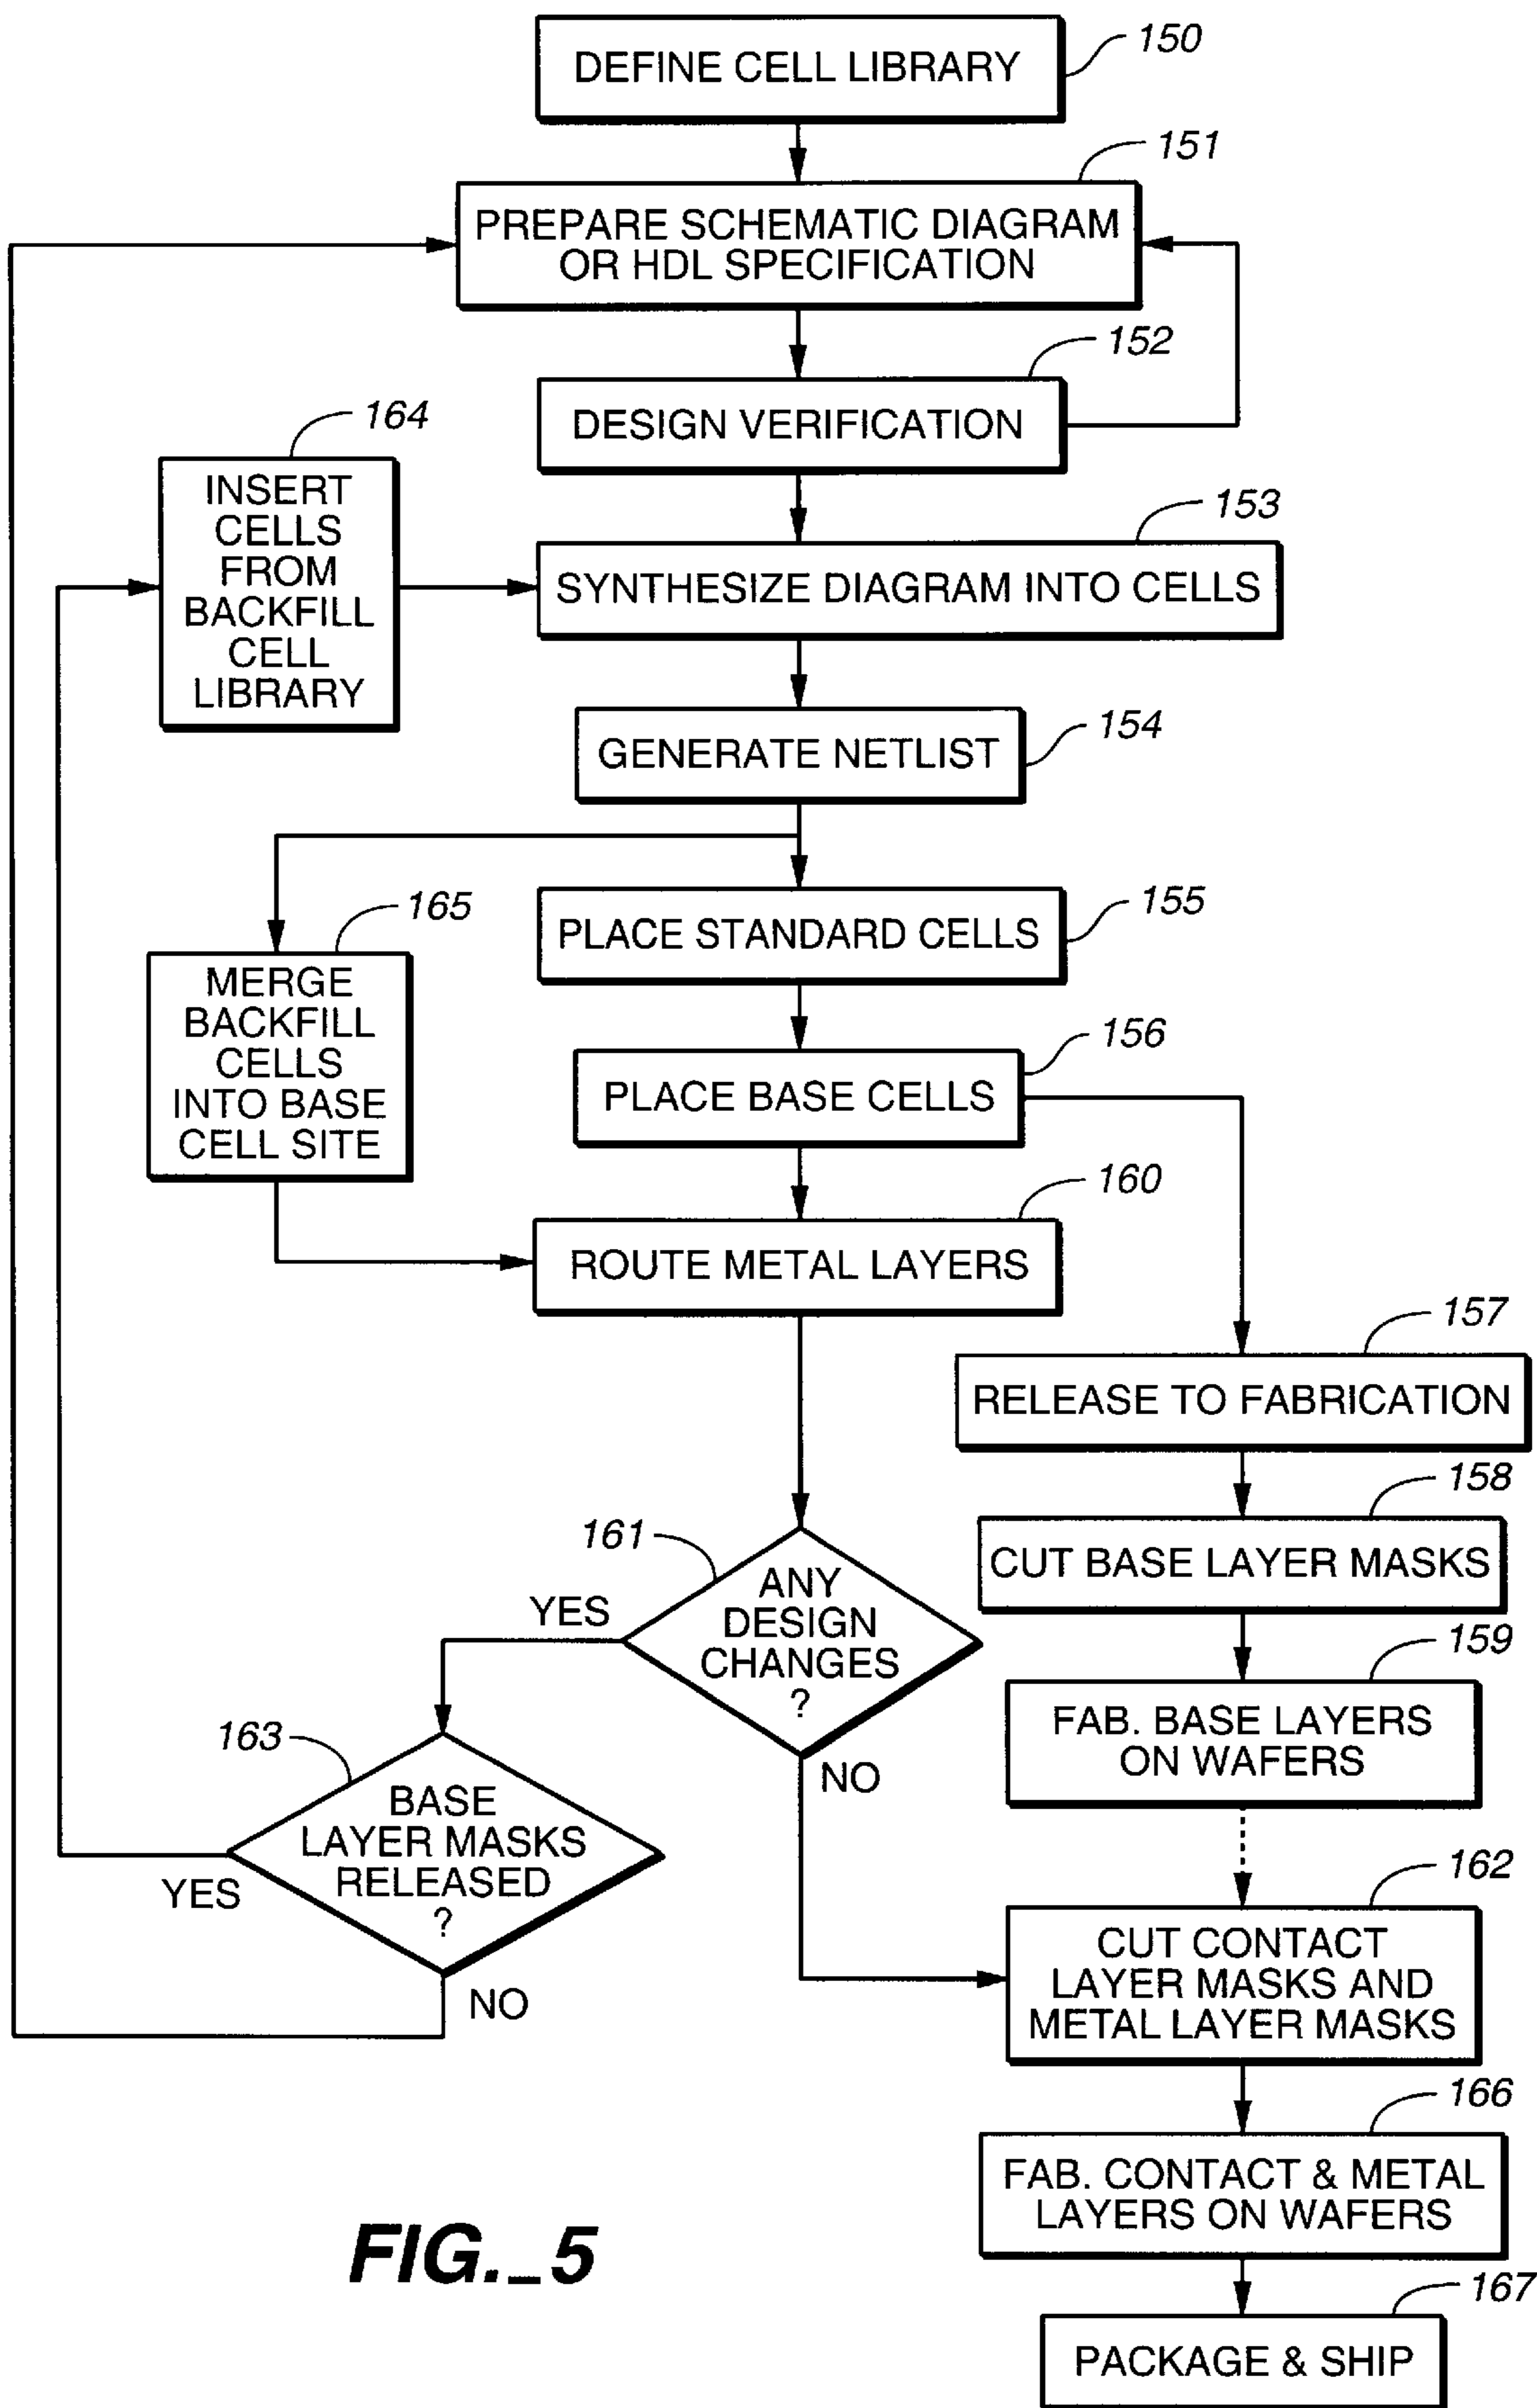 DEFINE CELL LIBRARY
150
151
PREPARE SCHEMATIC DIAGRAM
OR HDL SPECIFICATION
152
DESIGN VERIFICATION
164
INSERT
CELLS
FROM
BACKFILL
CELL
LIBRARY
153
SYNTHESIZE DIAGRAM INTO CELLS
154
GENERATE NETLIST
165
MERGE
BACKFILL
CELLS
INTO BASE
CELL SITE
155
PLACE STANDARD CELLS
156
PLACE BASE CELLS
160
ROUTE METAL LAYERS
157
RELEASE TO FABRICATION
158
CUT BASE LAYER MASKS
161
ANY
DESIGN
CHANGES
?
YES
NO
159
FAB. BASE LAYERS
ON WAFERS
163
BASE
LAYER MASKS
RELEASED
?
YES
NO
162
CUT CONTACT
LAYER MASKS AND
METAL LAYER MASKS
166
FAB. CONTACT & METAL
LAYERS ON WAFERS
167
PACKAGE & SHIP
FIG._5